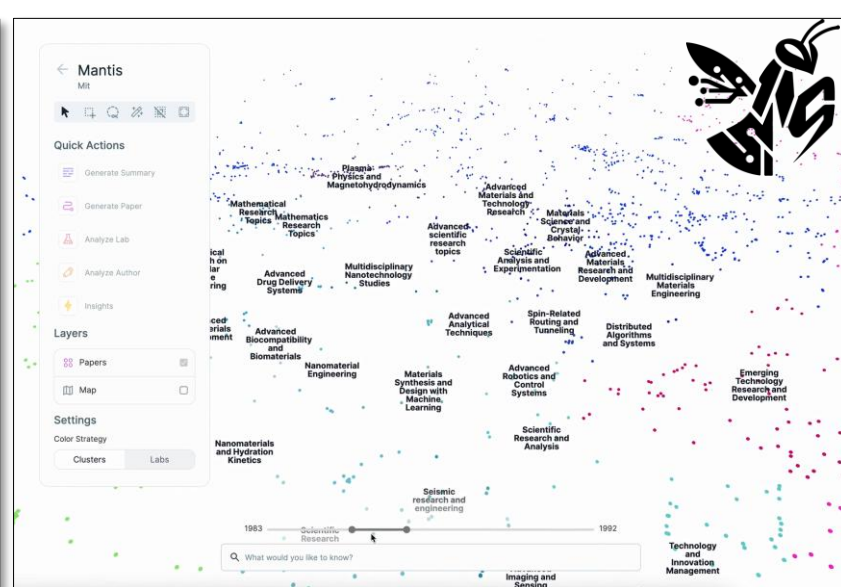 Mantis
Mit
Quick Actions
Generate Summary
Generate Paper
Analyze Lab
Analyze Author
Insights
Layers
Papers
Map
Settings
Color Strategy
Clusters
Labs
Plasma
Physics and
Magnetohydrodynamics
Mathematical
Research
Topics
Mathematics
Research
Topics
Advanced
Materials and
Technology
Research
Materials
Science and
Crystal
Behavior
Advanced
scientific
research
topics
Scientific
Analysis and
Experimentation
Advanced
Materials
Research and
Development
Multidisciplinary
Materials
Engineering
Advanced
Drug Delivery
Systems
Multidisciplinary
Nanotechnology
Studies
Advanced
Biocompatibility
and
Biomaterials
Advanced
Analytical
Techniques
Spin-Related
Routing and
Tunneling
Distributed
Algorithms
and Systems
Nanomaterial
Engineering
Materials
Synthesis and
Design with
Machine
Learning
Advanced
Robotics and
Control
Systems
Emerging
Technology
Research and
Development
Scientific
Research and
Analysis
Nanomaterials
and Hydration
Kinetics
Seismic
research and
engineering
1983
1992
Scientific
Research
What would you like to know?
Technology
and
Innovation
Management
Imaging and
Sensing